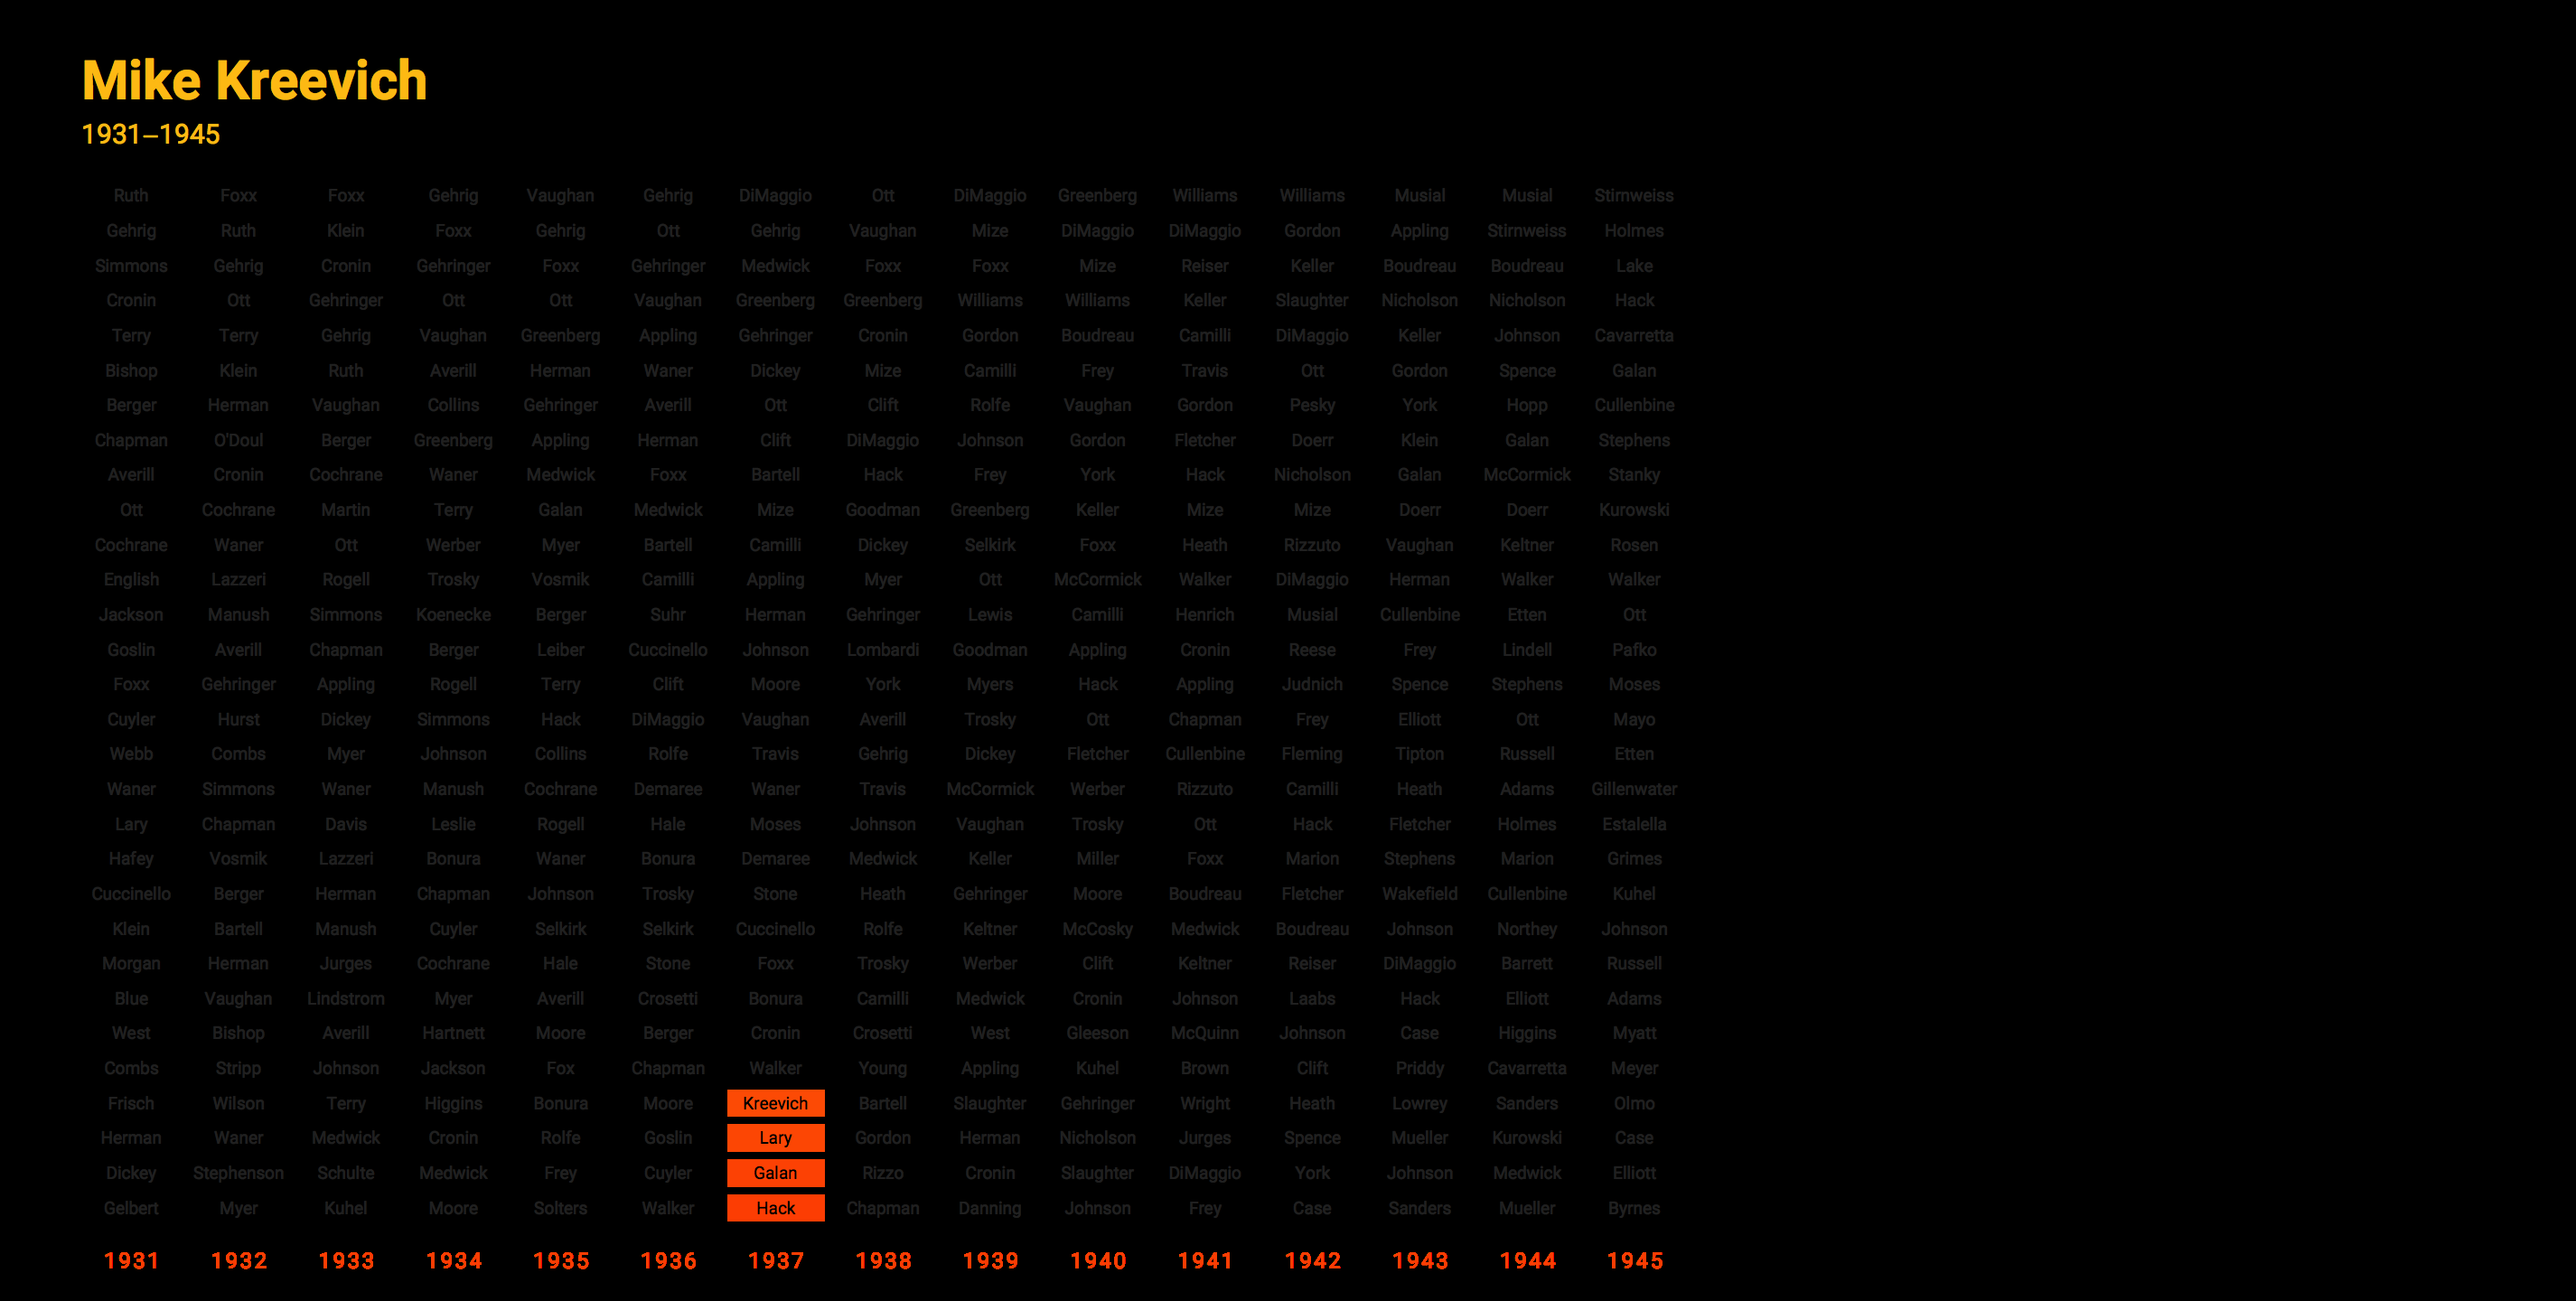 Mike Kreevich
1931–1945
Ruth Foxx Foxx Gehrig Vaughan Gehrig DiMaggio Ott DiMaggio Greenberg Williams Williams Musial Musial Stirnweiss
Gehrig Ruth Klein Foxx Gehrig Ott Gehrig Vaughan Mize DiMaggio DiMaggio Gordon Appling Stirnweiss Holmes
Simmons Gehrig Cronin Gehringer Foxx Gehringer Medwick Foxx Foxx Mize Reiser Keller Boudreau Boudreau Lake
Cronin Ott Gehringer Ott Ott Vaughan Greenberg Greenberg Williams Williams Keller Slaughter Nicholson Nicholson Hack
Terry Terry Gehrig Vaughan Greenberg Appling Gehringer Cronin Gordon Boudreau Camilli DiMaggio Keller Johnson Cavarretta
Bishop Klein Ruth Averill Herman Waner Dickey Mize Camilli Frey Travis Ott Gordon Spence Galan
Berger Herman Vaughan Collins Gehringer Averill Ott Clift Rolfe Vaughan Gordon Pesky York Hopp Cullenbine
Chapman O'Doul Berger Greenberg Appling Herman Clift DiMaggio Johnson Gordon Fletcher Doerr Klein Galan Stephens
Averill Cronin Cochrane Waner Medwick Foxx Bartell Hack Frey York Hack Nicholson Galan McCormick Stanky
Ott Cochrane Martin Terry Galan Medwick Mize Goodman Greenberg Keller Mize Mize Doerr Doerr Kurowski
Cochrane Waner Ott Werber Myer Bartell Camilli Dickey Selkirk Foxx Heath Rizzuto Vaughan Keltner Rosen
English Lazzeri Rogell Trosky Vosmik Camilli Appling Myer Ott McCormick Walker DiMaggio Herman Walker Walker
Jackson Manush Simmons Koenecke Berger Suhr Herman Gehringer Lewis Camilli Henrich Musial Cullenbine Etten Ott
Goslin Averill Chapman Berger Leiber Cuccinello Johnson Lombardi Goodman Appling Cronin Reese Frey Lindell Pafko
Foxx Gehringer Appling Rogell Terry Clift Moore York Myers Hack Appling Judnich Spence Stephens Moses
Cuyler Hurst Dickey Simmons Hack DiMaggio Vaughan Averill Trosky Ott Chapman Frey Elliott Ott Mayo
Webb Combs Myer Johnson Collins Rolfe Travis Gehrig Dickey Fletcher Cullenbine Fleming Tipton Russell Etten
Waner Simmons Waner Manush Cochrane Demaree Waner Travis McCormick Werber Rizzuto Camilli Heath Adams Gillenwater
Lary Chapman Davis Leslie Rogell Hale Moses Johnson Vaughan Trosky Ott Hack Fletcher Holmes Estalella
Hafey Vosmik Lazzeri Bonura Waner Bonura Demaree Medwick Keller Miller Foxx Marion Stephens Marion Grimes
Cuccinello Berger Herman Chapman Johnson Trosky Stone Heath Gehringer Moore Boudreau Fletcher Wakefield Cullenbine Kuhel
Klein Bartell Manush Cuyler Selkirk Selkirk Cuccinello Rolfe Keltner McCosky Medwick Boudreau Johnson Northey Johnson
Morgan Herman Jurges Cochrane Hale Stone Foxx Trosky Werber Clift Keltner Reiser DiMaggio Barrett Russell
Blue Vaughan Lindstrom Myer Averill Crosetti Bonura Camilli Medwick Cronin Johnson Laabs Hack Elliott Adams
West Bishop Averill Hartnett Moore Berger Cronin Crosetti West Gleeson McQuinn Johnson Case Higgins Myatt
Combs Stripp Johnson Jackson Fox Chapman Walker Young Appling Kuhel Brown Clift Priddy Cavarretta Meyer
Frisch Wilson Terry Higgins Bonura Moore Kreevich Bartell Slaughter Gehringer Wright Heath Lowrey Sanders Olmo
Herman Waner Medwick Cronin Rolfe Goslin Lary Gordon Herman Nicholson Jurges Spence Mueller Kurowski Case
Dickey Stephenson Schulte Medwick Frey Cuyler Galan Rizzo Cronin Slaughter DiMaggio York Johnson Medwick Elliott
Gelbert Myer Kuhel Moore Solters Walker Hack Chapman Danning Johnson Frey Case Sanders Mueller Byrnes
1931 1932 1933 1934 1935 1936 1937 1938 1939 1940 1941 1942 1943 1944 1945